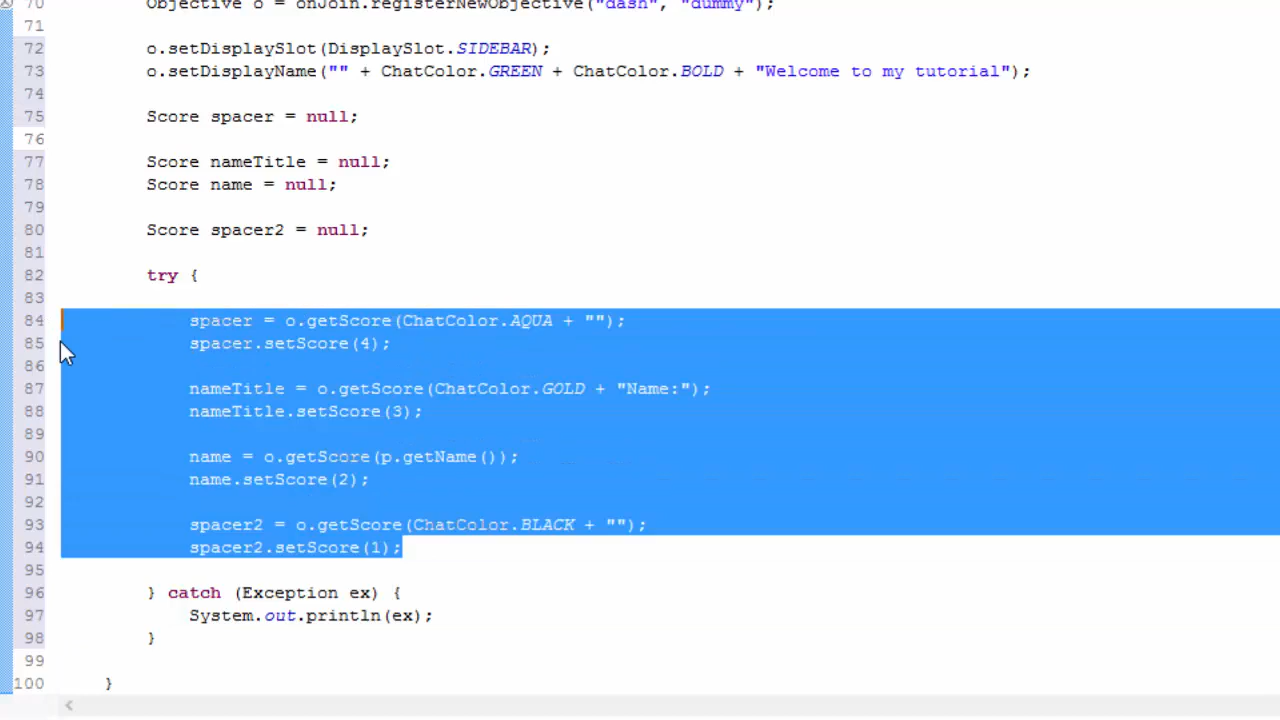 70 Objective o = onJoin.registerNewObjective("dash", "dummy");
71
72 o.setDisplaySlot(DisplaySlot.SIDEBAR);
73 o.setDisplayName("" + ChatColor.GREEN + ChatColor.BOLD + "Welcome to my tutorial");
74
75 Score spacer = null;
76
77 Score nameTitle = null;
78 Score name = null;
79
80 Score spacer2 = null;
81
82 try {
83
84 spacer = o.getScore(ChatColor.AQUA + "");
85 spacer.setScore(4);
86
87 nameTitle = o.getScore(ChatColor.GOLD + "Name:");
88 nameTitle.setScore(3);
89
90 name = o.getScore(p.getName());
91 name.setScore(2);
92
93 spacer2 = o.getScore(ChatColor.BLACK + "");
94 spacer2.setScore(1);
95
96 } catch (Exception ex) {
97 System.out.println(ex);
98 }
99
100 }